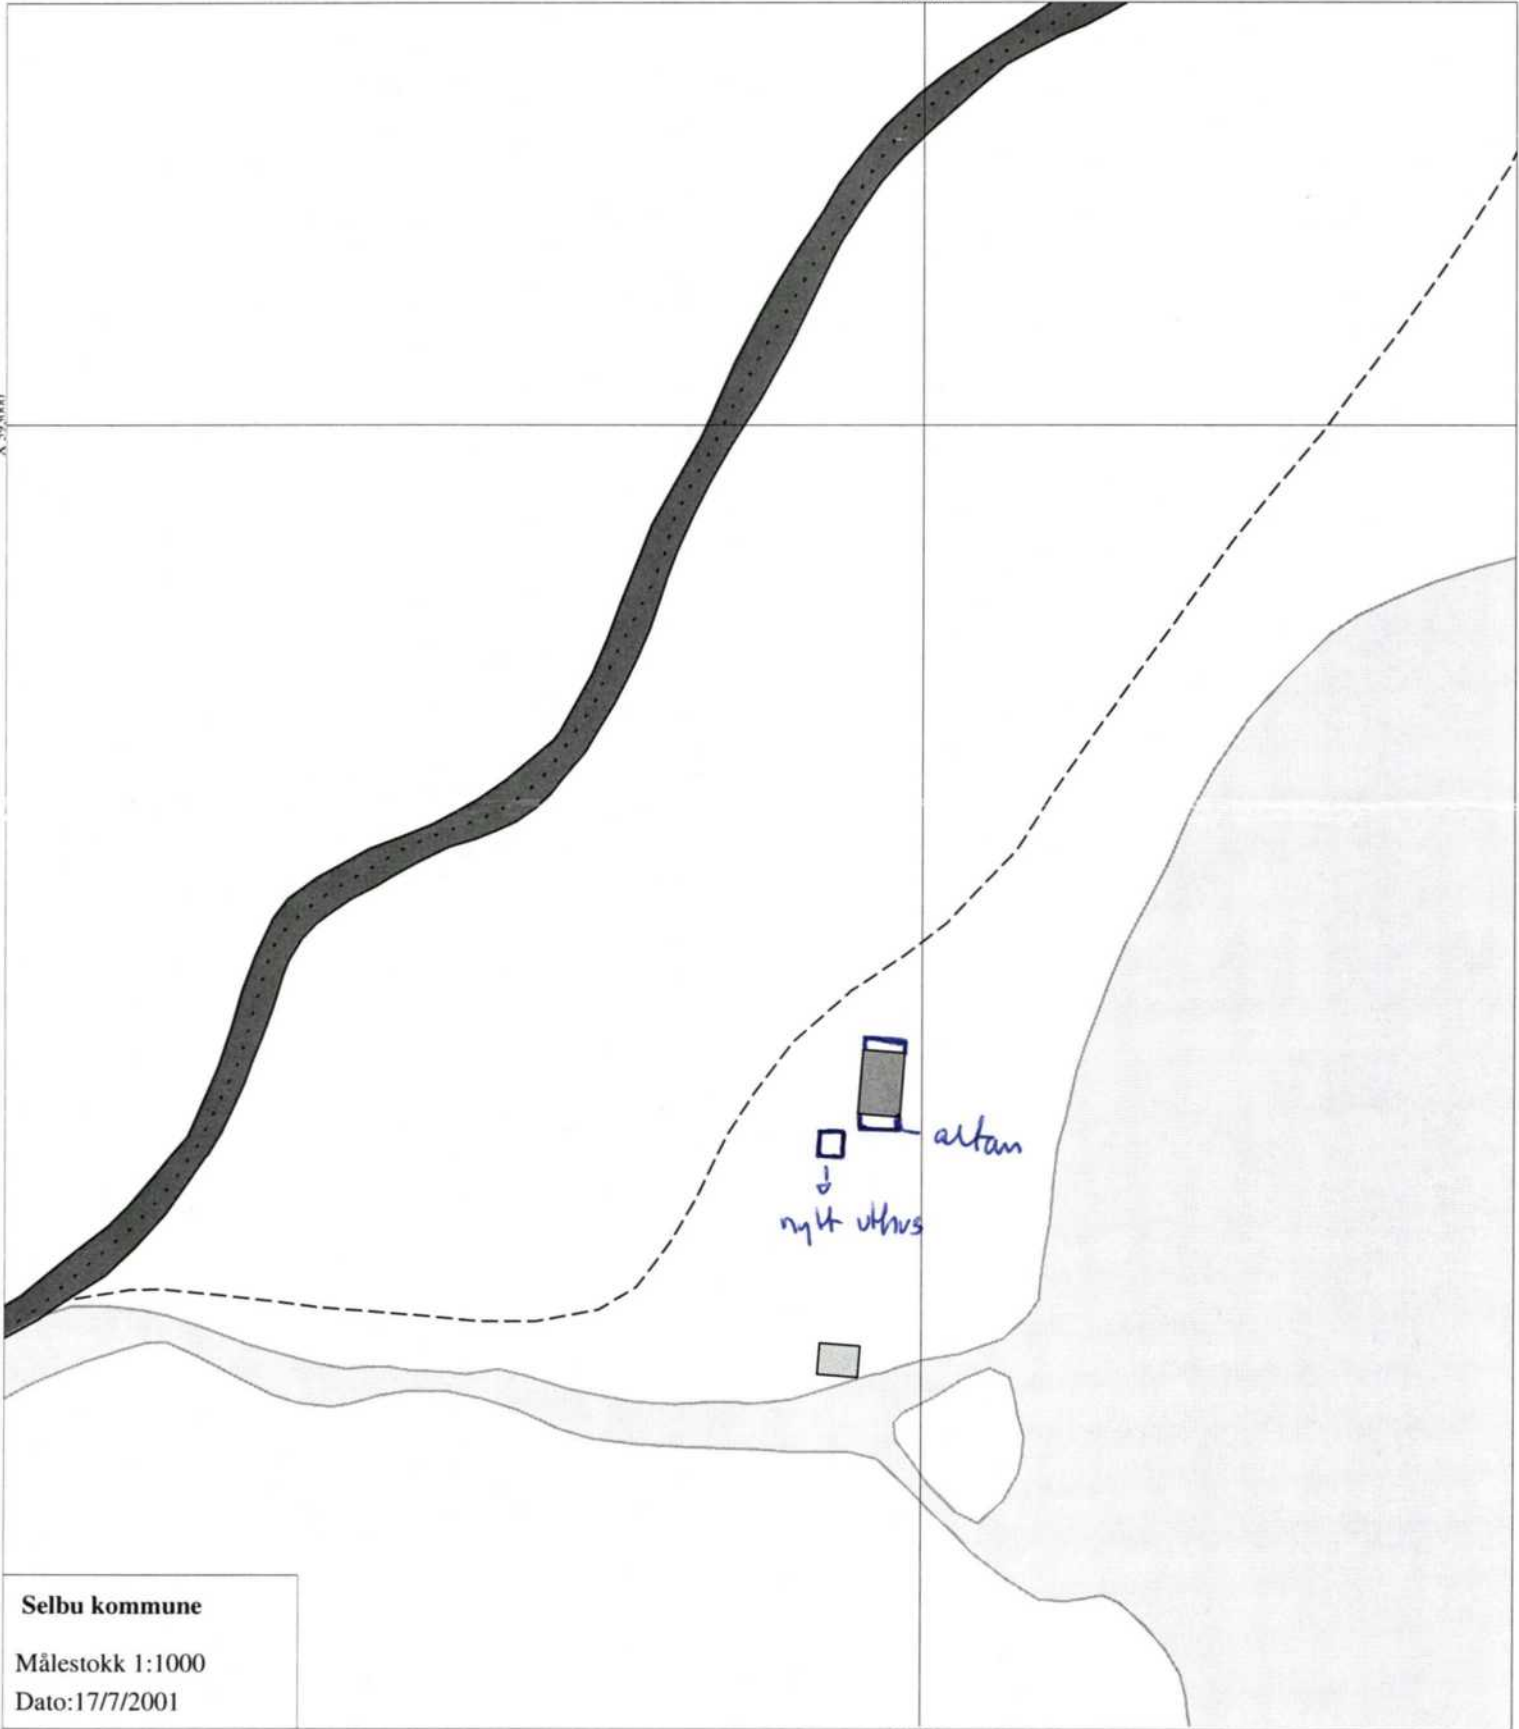 altan
nytt uthus
Selbu kommune
Målestokk 1:1000
Dato:17/7/2001